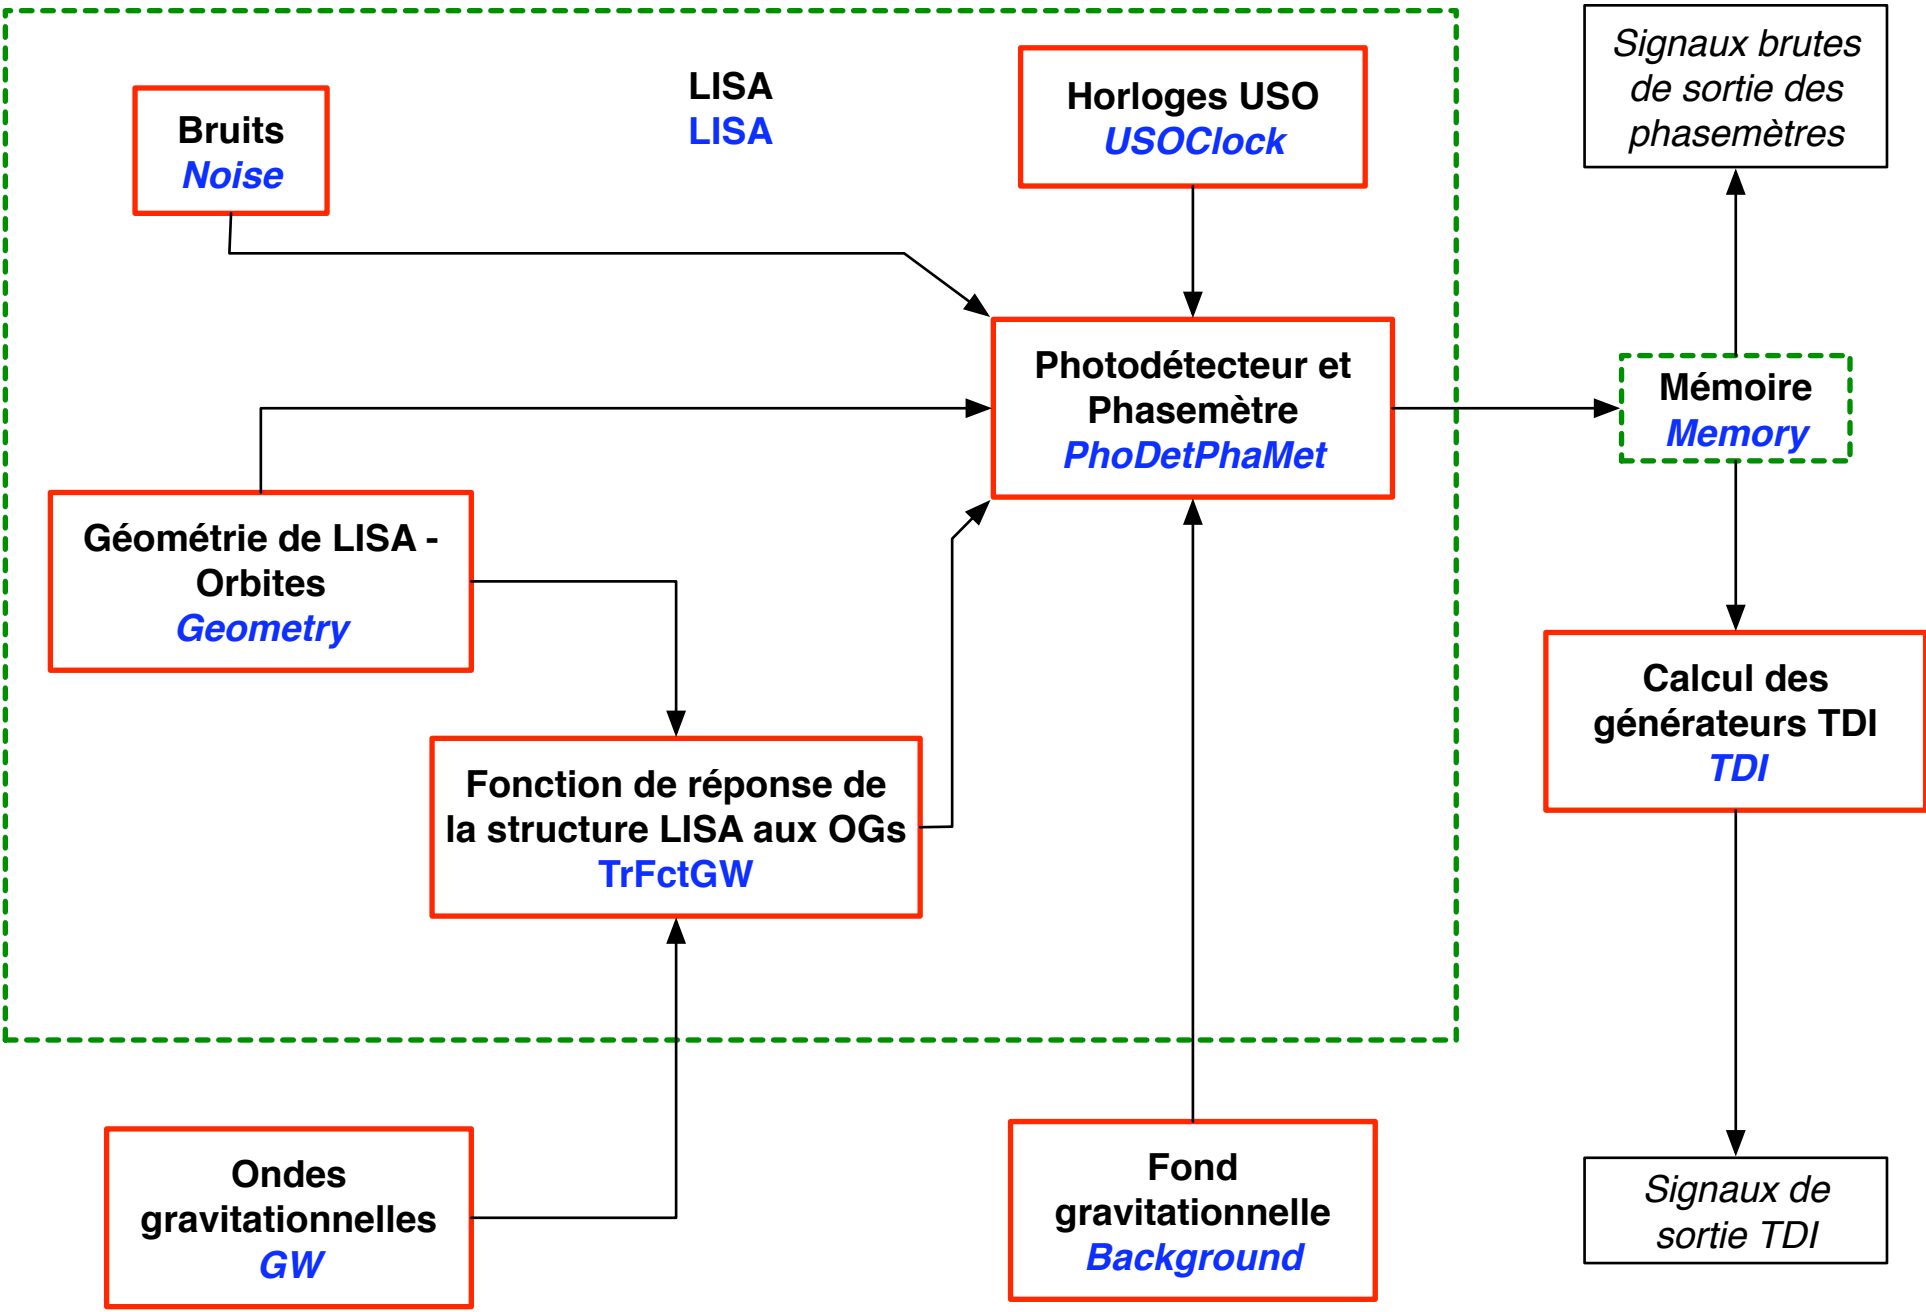 LISA
LISA
Bruits
Noise
Horloges USO
USOClock
Signaux brutes
de sortie des
phasemètres
Photodétecteur et
Phasemètre
PhoDetPhaMet
Mémoire
Memory
Géométrie de LISA -
Orbites
Geometry
Fonction de réponse de
la structure LISA aux OGs
TrFctGW
Calcul des
générateurs TDI
TDI
Ondes
gravitationnelles
GW
Fond
gravitationnelle
Background
Signaux de
sortie TDI